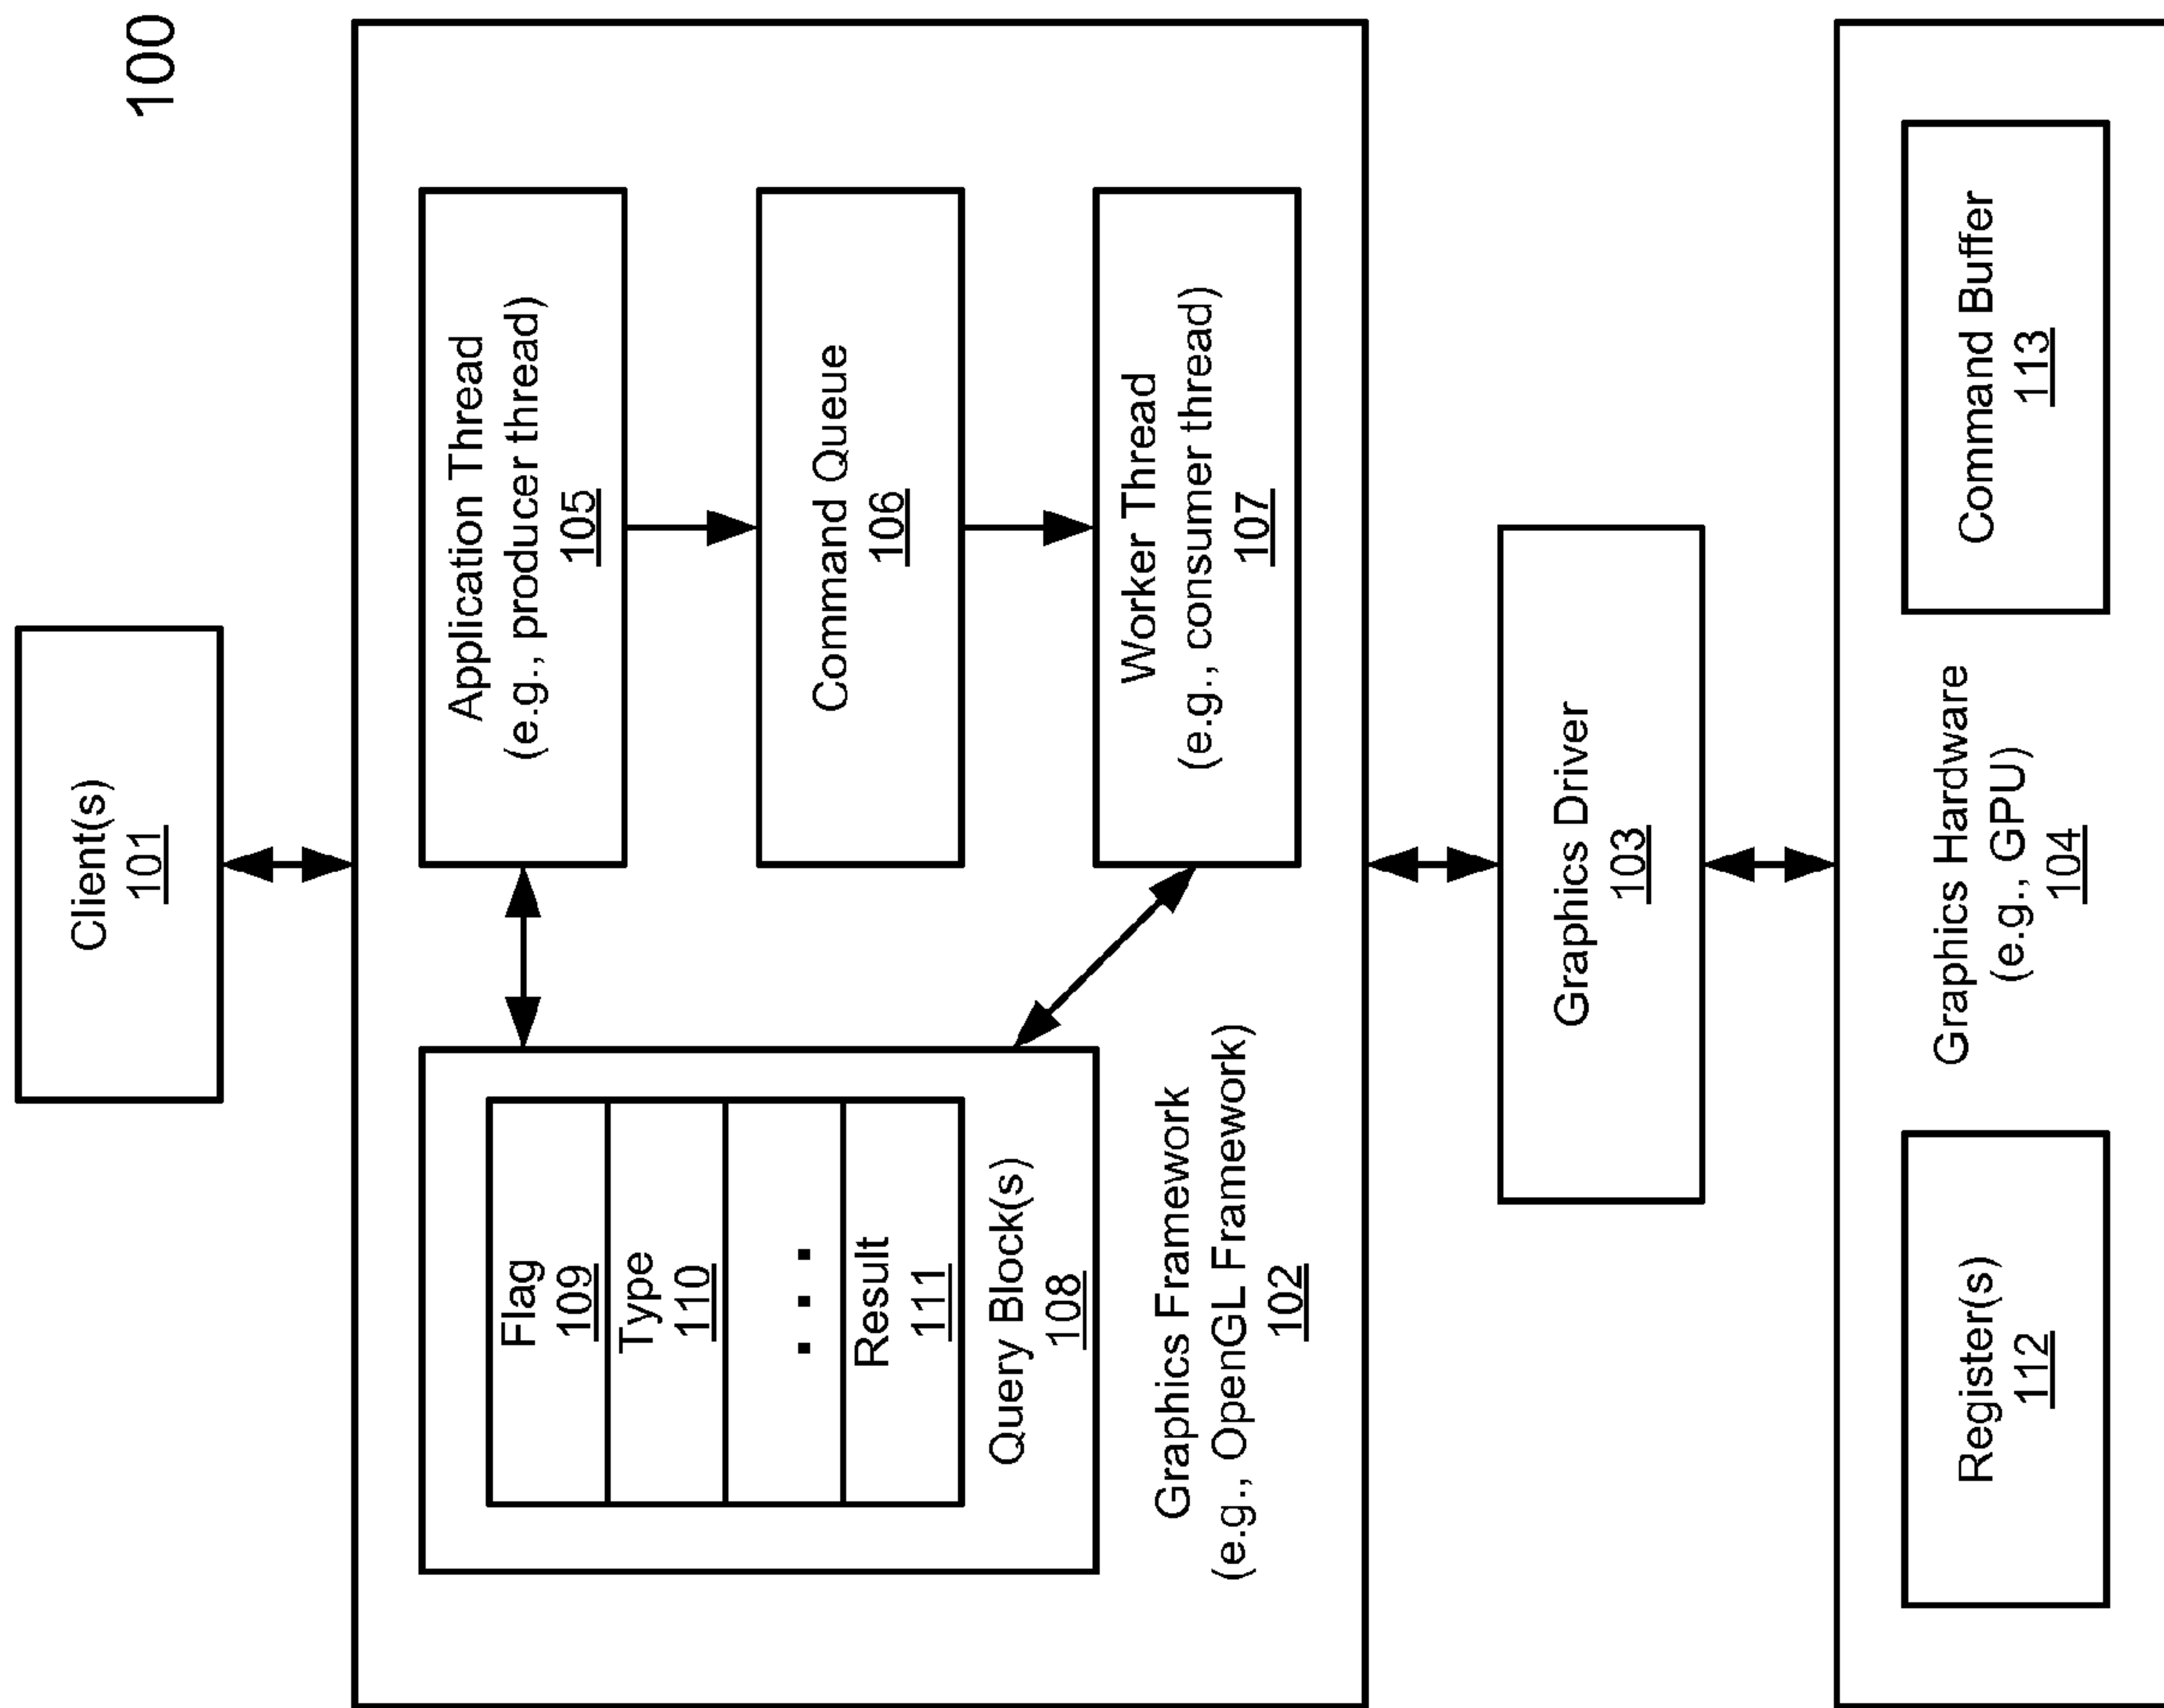 100
Client(s)
101
Application Thread
(e.g., producer thread)
105
Command Queue
106
Worker Thread
(e.g., consumer thread)
107
Flag
109
Type
110
. . .
Result
111
Query Block(s)
108
Graphics Framework
(e.g., OpenGL Framework)
102
Graphics Driver
103
Register(s)
112
Graphics Hardware
(e.g., GPU)
104
Command Buffer
113